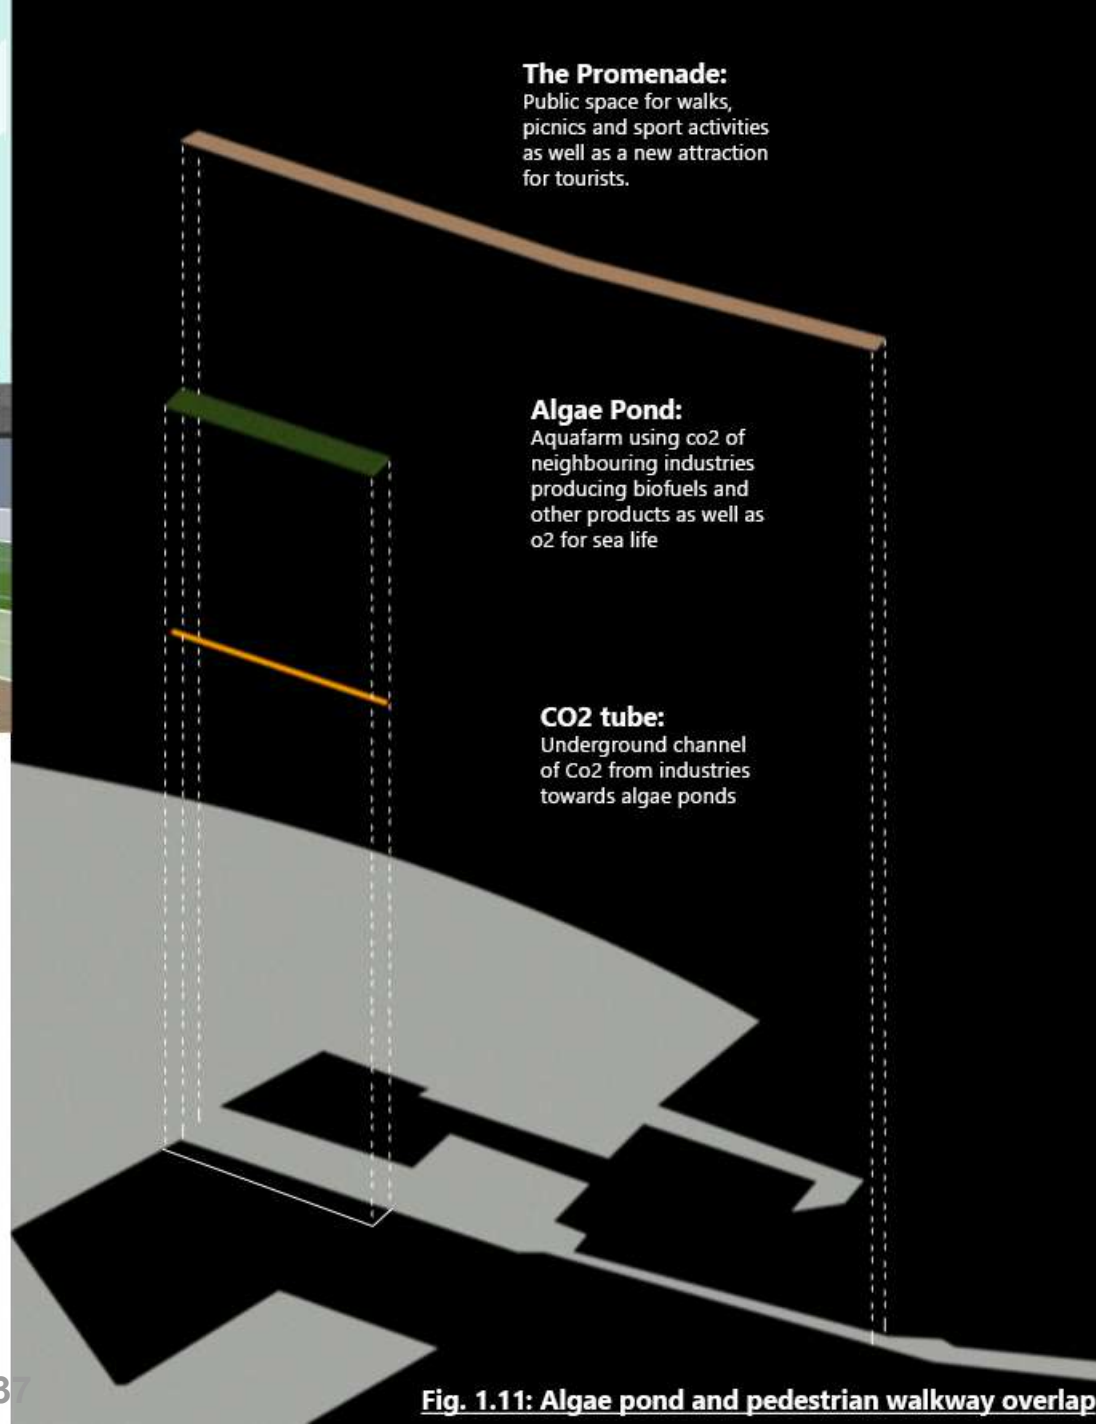 The Promenade:
Public space for walks,
picnics and sport activities
as well as a new attraction
for tourists.
Algae Pond:
Aquafarm using co2 of
neighbouring industries
producing biofuels and
other products as well as
o2 for sea life
CO2 tube:
Underground channel
of Co2 from industries
towards algae ponds
37
Fig. 1.11: Algae pond and pedestrian walkway overlap